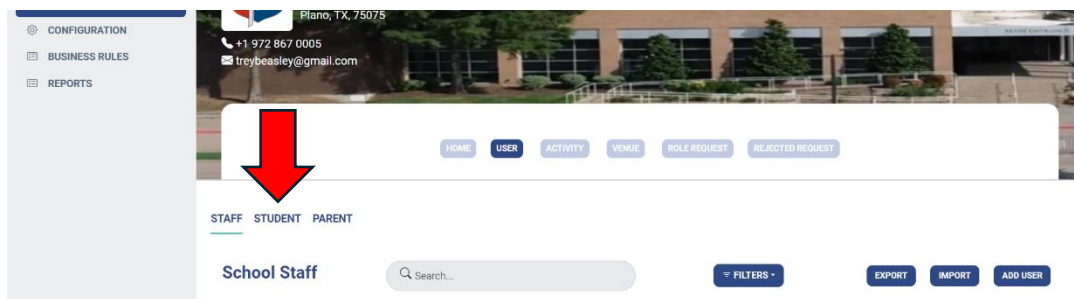 Plano, TX, 75075
CONFIGURATION
+1 972 867 0005
BUSINESS RULES
treybeasley@gmail.com
REPORTS
HOME USER ACTIVITY VENUE ROLE REQUEST REJECTED REQUEST
STAFF STUDENT PARENT
School Staff Search... FILTERS EXPORT IMPORT ADD USER